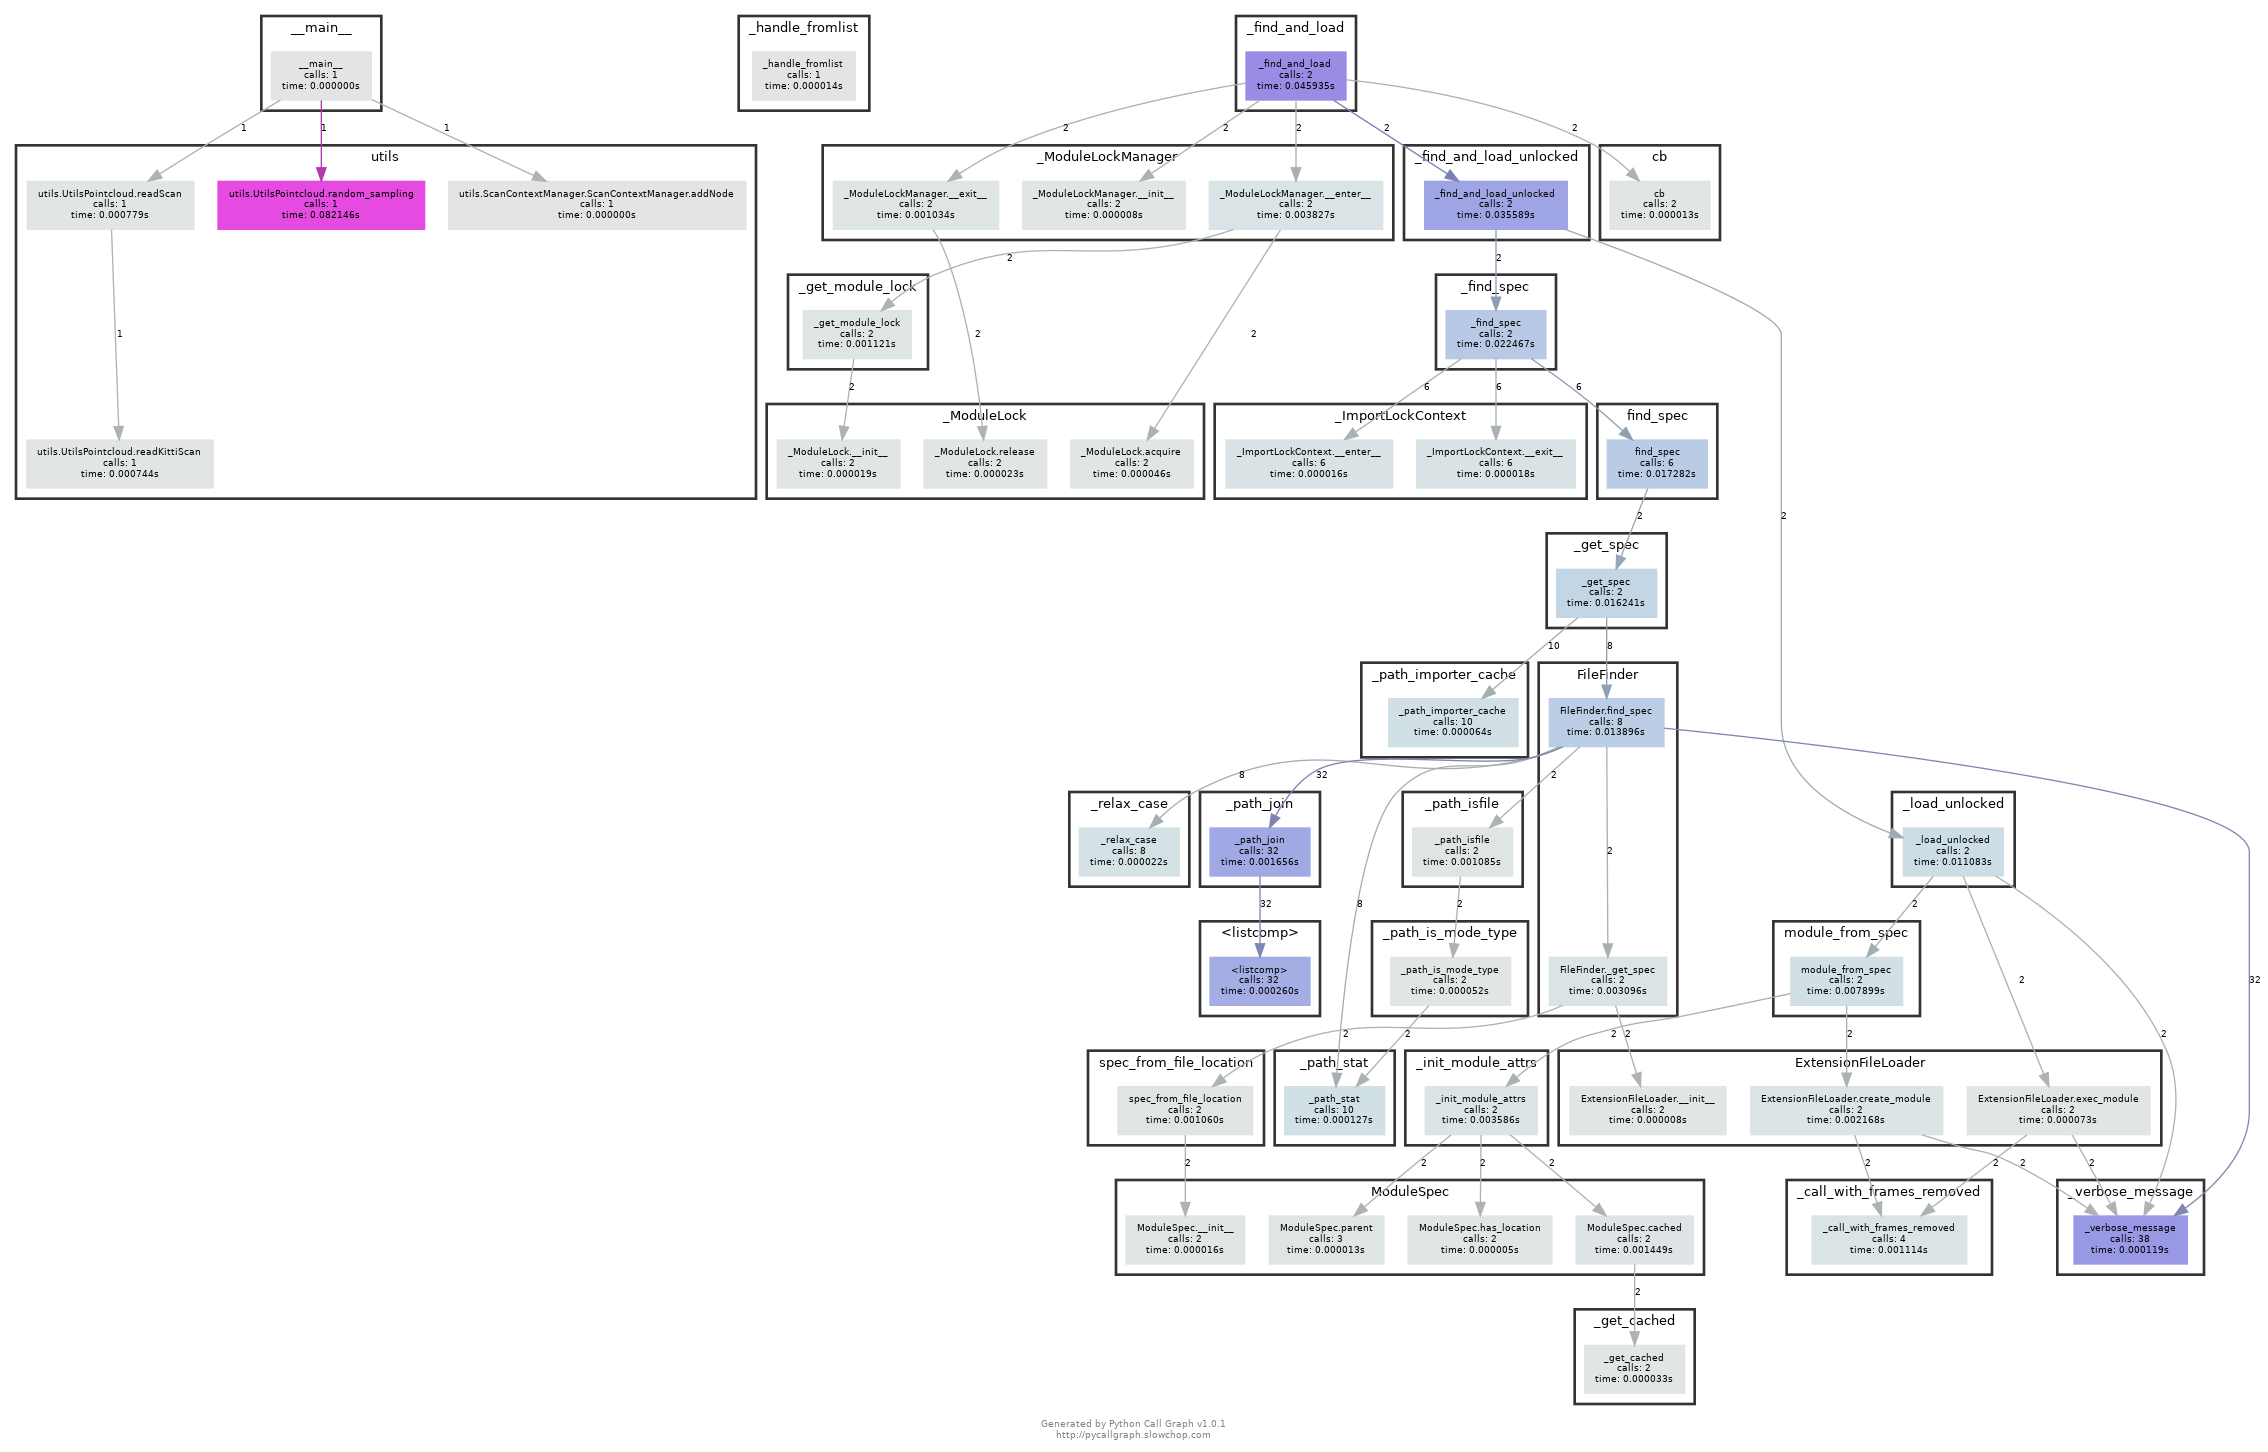 __main__
__main__
calls: 1
time: 0.000000s
_handle_fromlist
_handle_fromlist
calls: 1
time: 0.000014s
_find_and_load
_find_and_load
calls: 2
time: 0.045935s
1
1
1
2
2
2
2
2
utils
utils.UtilsPointcloud.readScan
calls: 1
time: 0.000779s
utils.UtilsPointcloud.random_sampling
calls: 1
time: 0.082146s
utils.ScanContextManager.ScanContextManager.addNode
calls: 1
time: 0.000000s
_ModuleLockManager
_ModuleLockManager.__exit__
calls: 2
time: 0.001034s
_ModuleLockManager.__init__
calls: 2
time: 0.000008s
_ModuleLockManager.__enter__
calls: 2
time: 0.003827s
_find_and_load_unlocked
_find_and_load_unlocked
calls: 2
time: 0.035589s
cb
cb
calls: 2
time: 0.000013s
2
2
_get_module_lock
_get_module_lock
calls: 2
time: 0.001121s
_find_spec
_find_spec
calls: 2
time: 0.022467s
1
2
2
2
6
6
6
utils.UtilsPointcloud.readKittiScan
calls: 1
time: 0.000744s
_ModuleLock
_ModuleLock.__init__
calls: 2
time: 0.000019s
_ModuleLock.release
calls: 2
time: 0.000023s
_ModuleLock.acquire
calls: 2
time: 0.000046s
_ImportLockContext
_ImportLockContext.__enter__
calls: 6
time: 0.000016s
_ImportLockContext.__exit__
calls: 6
time: 0.000018s
find_spec
find_spec
calls: 6
time: 0.017282s
2
2
_get_spec
_get_spec
calls: 2
time: 0.016241s
10
8
_path_importer_cache
_path_importer_cache
calls: 10
time: 0.000064s
FileFinder
FileFinder.find_spec
calls: 8
time: 0.013896s
8
32
2
_relax_case
_relax_case
calls: 8
time: 0.000022s
_path_join
_path_join
calls: 32
time: 0.001656s
_path_isfile
_path_isfile
calls: 2
time: 0.001085s
2
_load_unlocked
_load_unlocked
calls: 2
time: 0.011083s
32
8
2
2
<listcomp>
<listcomp>
calls: 32
time: 0.000260s
_path_is_mode_type
_path_is_mode_type
calls: 2
time: 0.000052s
FileFinder._get_spec
calls: 2
time: 0.003096s
module_from_spec
module_from_spec
calls: 2
time: 0.007899s
2
32
2
2
2
2
2
2
spec_from_file_location
spec_from_file_location
calls: 2
time: 0.001060s
_path_stat
_path_stat
calls: 10
time: 0.000127s
_init_module_attrs
_init_module_attrs
calls: 2
time: 0.003586s
ExtensionFileLoader
ExtensionFileLoader.__init__
calls: 2
time: 0.000008s
ExtensionFileLoader.create_module
calls: 2
time: 0.002168s
ExtensionFileLoader.exec_module
calls: 2
time: 0.000073s
2
2
2
2
2
2
2
2
ModuleSpec
ModuleSpec.__init__
calls: 2
time: 0.000016s
ModuleSpec.parent
calls: 3
time: 0.000013s
ModuleSpec.has_location
calls: 2
time: 0.000005s
ModuleSpec.cached
calls: 2
time: 0.001449s
_call_with_frames_removed
_call_with_frames_removed
calls: 4
time: 0.001114s
_verbose_message
_verbose_message
calls: 38
time: 0.000119s
2
_get_cached
_get_cached
calls: 2
time: 0.000033s
Generated by Python Call Graph v1.0.1
http://pycallgraph.slowchop.com